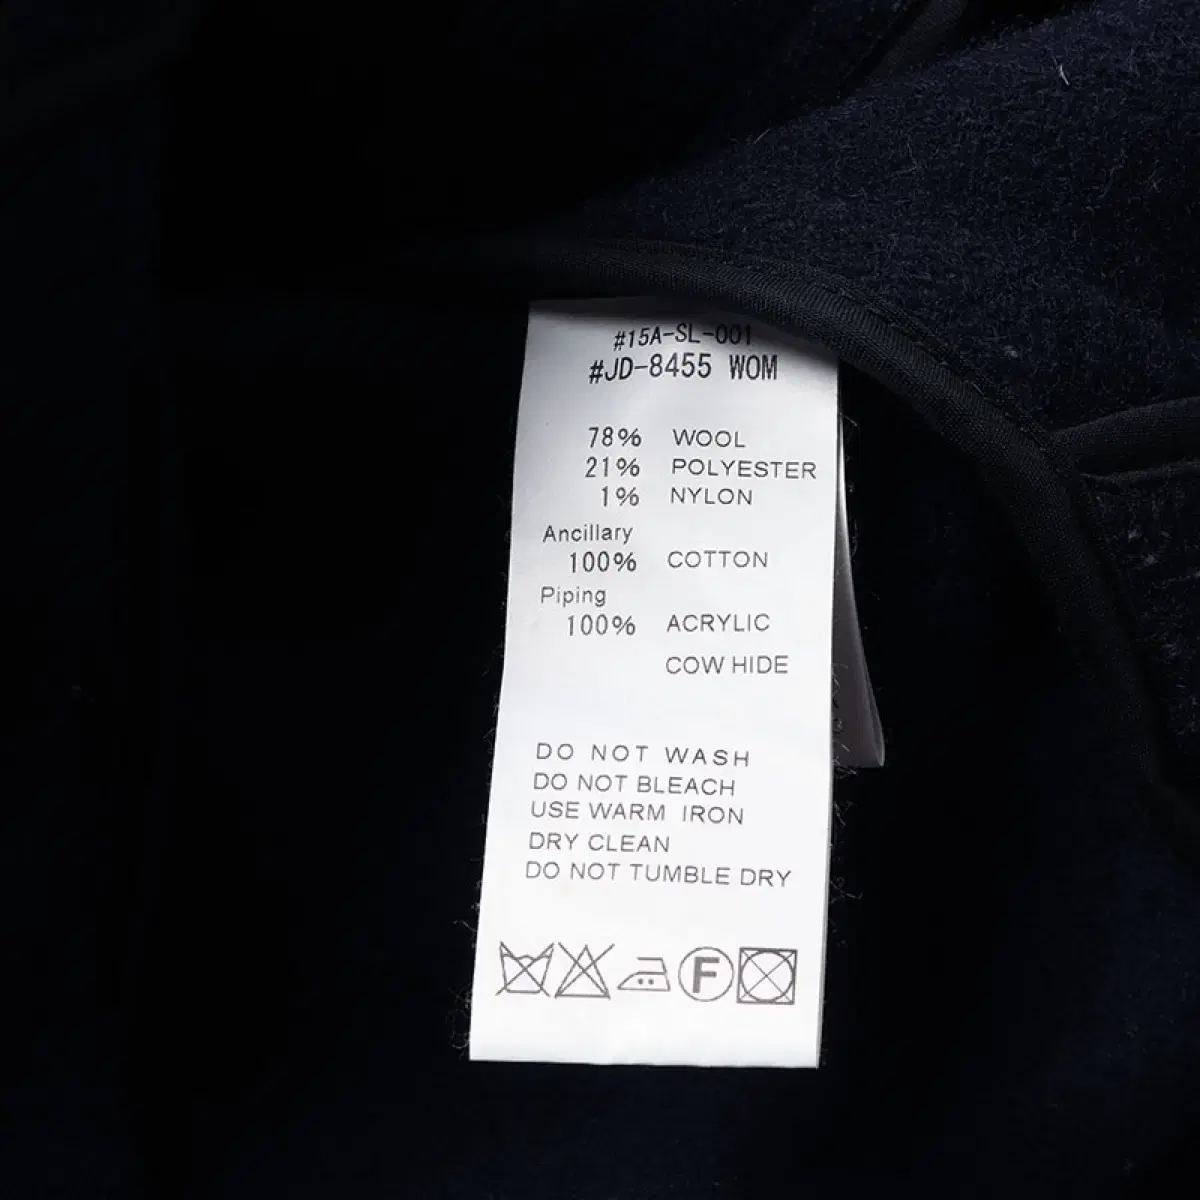 #15A-SL-001
#JD-8455 WOM
78% WOOL
21% POLYESTER
1% NYLON
Ancillary
100% COTTON
Piping
100% ACRYLIC
COW HIDE
DO NOT WASH
DO NOT BLEACH
USE WARM IRON
DRY CLEAN
DO NOT TUMBLE DRY
F